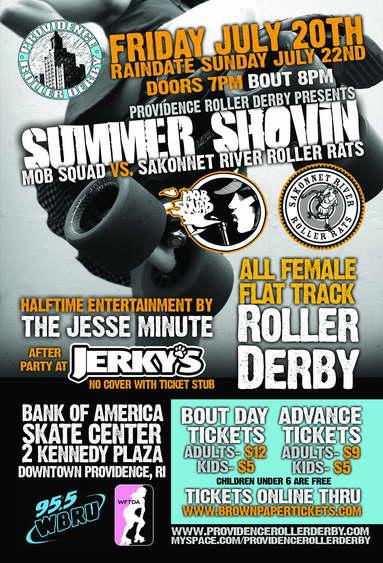 PROVIDENCE ROLLER DERBY
FRIDAY JULY 20TH
RAINDATE SUNDAY JULY 22ND
DOORS 7PM BOUT 8PM
PROVIDENCE ROLLER DERBY PRESENTS
SUMMER SHOVIN
MOB SQUAD VS. SAKONNET RIVER ROLLER RATS
MOB SQUAD
SAKONNET RIVER ROLLER RATS
ALL FEMALE
FLAT TRACK
ROLLER
DERBY
HALFTIME ENTERTAINMENT BY
THE JESSE MINUTE
AFTER
PARTY AT
JERKY'S
NO COVER WITH TICKET STUB
BANK OF AMERICA
SKATE CENTER
2 KENNEDY PLAZA
DOWNTOWN PROVIDENCE, RI
95.5
WBRU
WFTDA
BOUT DAY
TICKETS
ADULTS- $12
KIDS- $5
ADVANCE
TICKETS
ADULTS- $9
KIDS- $5
CHILDREN UNDER 6 ARE FREE
TICKETS ONLINE THRU
WWW.BROWNPAPERTICKETS.COM
WWW.PROVIDENCEROLLERDERBY.COM
MYSPACE.COM/PROVIDENCEROLLERDERBY